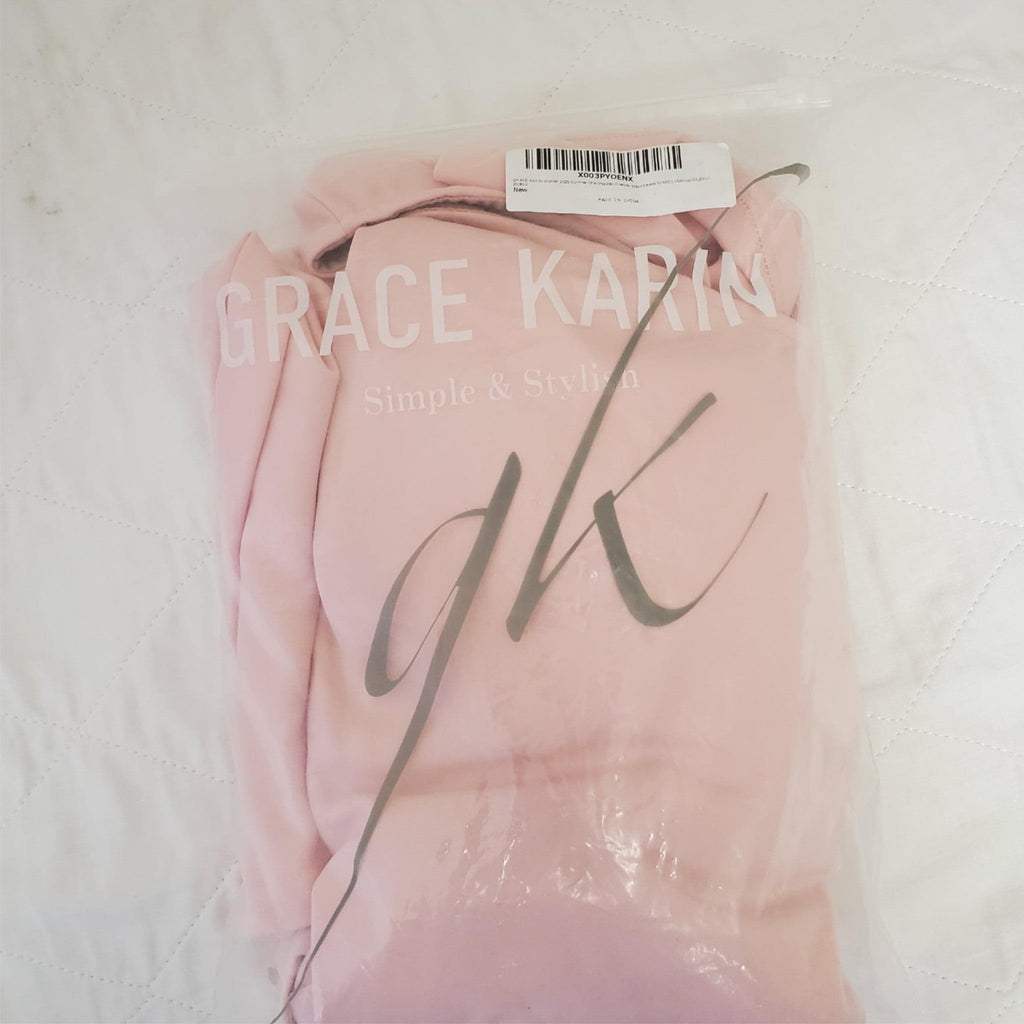 X003PYOENX
New
MADE IN CHINA
GRACE KARIN
Simple & Stylish
gk